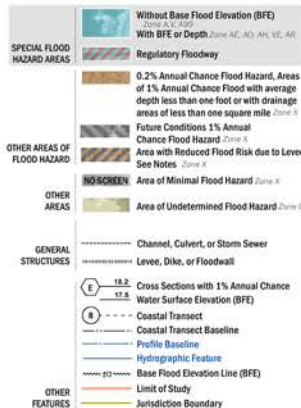 Without Base Flood Elevation (BFE)
Zone A, V, A99
With BFE or Depth Zone AE, AO, AH, VE, AR
SPECIAL FLOOD
HAZARD AREAS
Regulatory Floodway
0.2% Annual Chance Flood Hazard, Areas
of 1% Annual Chance Flood with average
depth less than one foot or with drainage
areas of less than one square mile Zone X
Future Conditions 1% Annual
Chance Flood Hazard Zone X
OTHER AREAS OF
FLOOD HAZARD
Area with Reduced Flood Risk due to Levee
See Notes Zone X
NO SCREEN Area of Minimal Flood Hazard Zone X
OTHER
AREAS
Area of Undetermined Flood Hazard Zone
GENERAL
STRUCTURES
Channel, Culvert, or Storm Sewer
Levee, Dike, or Floodwall
E 18.2 Cross Sections with 1% Annual Chance
17.5 Water Surface Elevation (BFE)
8 Coastal Transect
Coastal Transect Baseline
Profile Baseline
Hydrographic Feature
513 Base Flood Elevation Line (BFE)
OTHER
FEATURES
Limit of Study
Jurisdiction Boundary